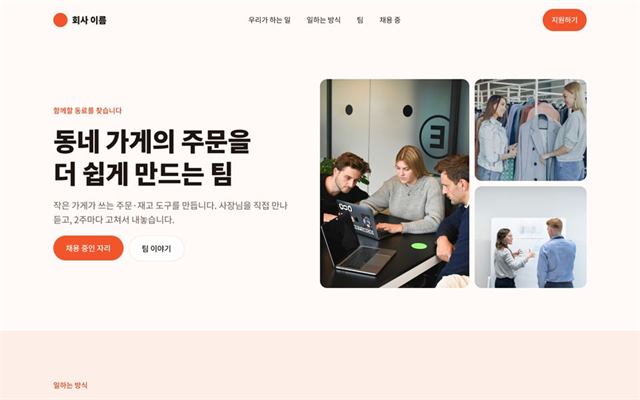 회사 이름
우리가 하는 일
일하는 방식
팀
채용 중
지원하기
함께할 동료를 찾습니다
동네 가게의 주문을
더 쉽게 만드는 팀
작은 가게가 쓰는 주문·재고 도구를 만듭니다. 사장님을 직접 만나
듣고, 2주마다 고쳐서 내놓습니다.
채용 중인 자리
팀 이야기
일하는 방식